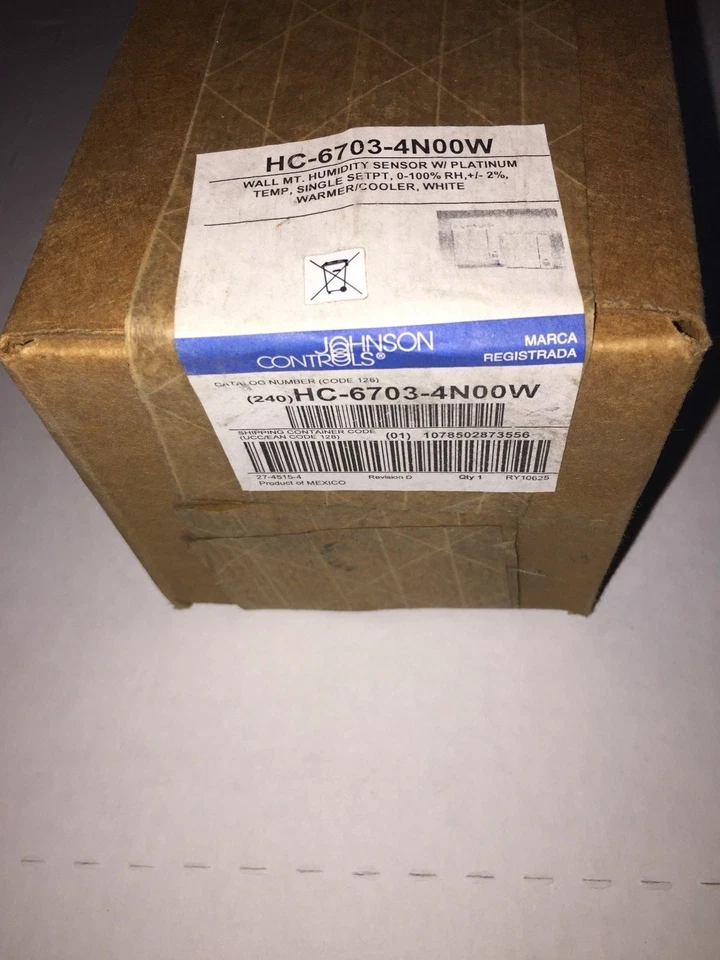 HC-6703-4N00W
WALL MT. HUMIDITY SENSOR W/ PLATINUM
TEMP, SINGLE SETPT, 0-100% RH,+/- 2%,
WARMER/COOLER, WHITE
JOHNSON
CONTROLS®
MARCA
REGISTRADA
CATALOG NUMBER (CODE 128)
(240)HC-6703-4N00W
SHIPPING CONTAINER CODE
(UCC/EAN CODE 128) (01) 1078502873556
27-4515-4 Revision D Qty 1 RY10625
Product of MEXICO